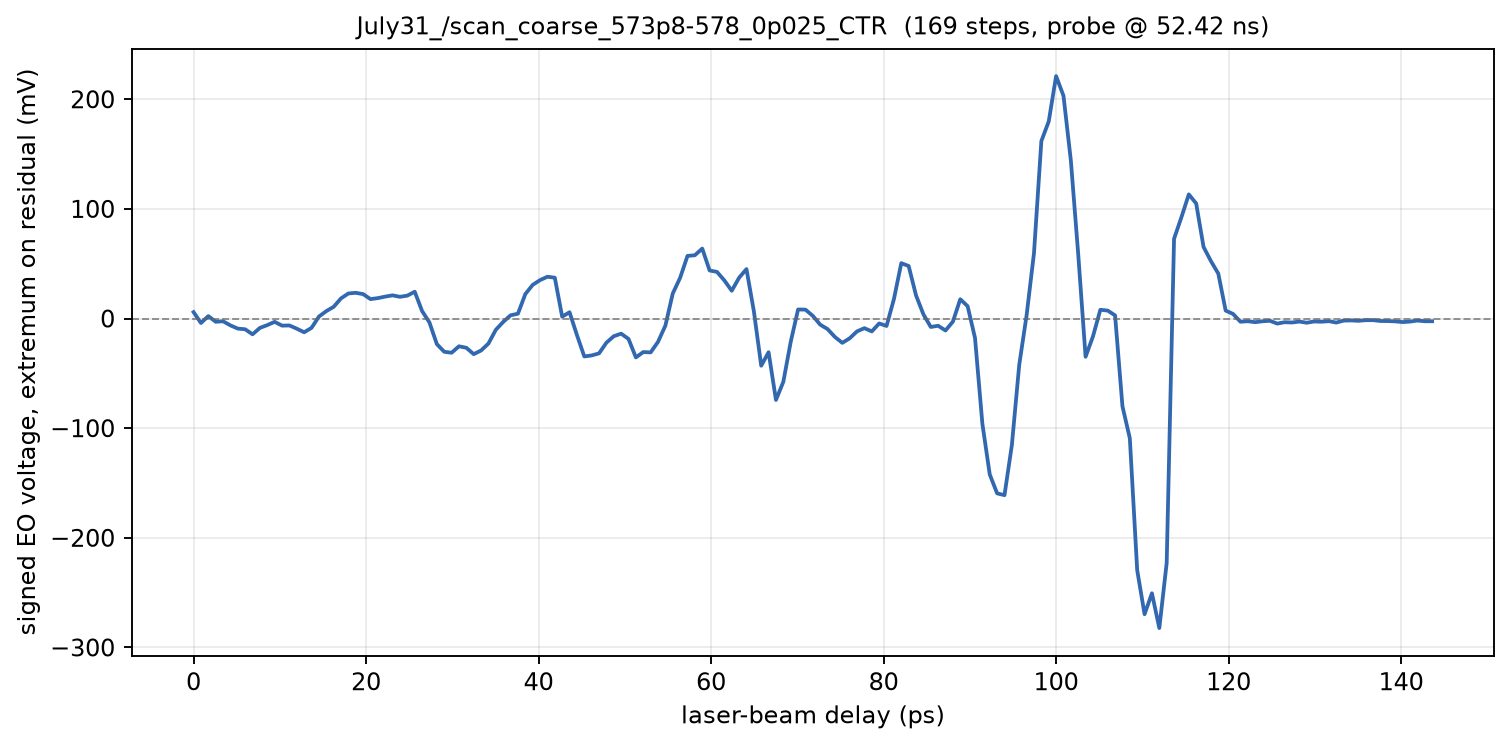 July31_/scan_coarse_573p8-578_0p025_CTR (169 steps, probe @ 52.42 ns)
signed EO voltage, extremum on residual (mV)
200
100
0
−100
−200
−300
0 20 40 60 80 100 120 140
laser-beam delay (ps)